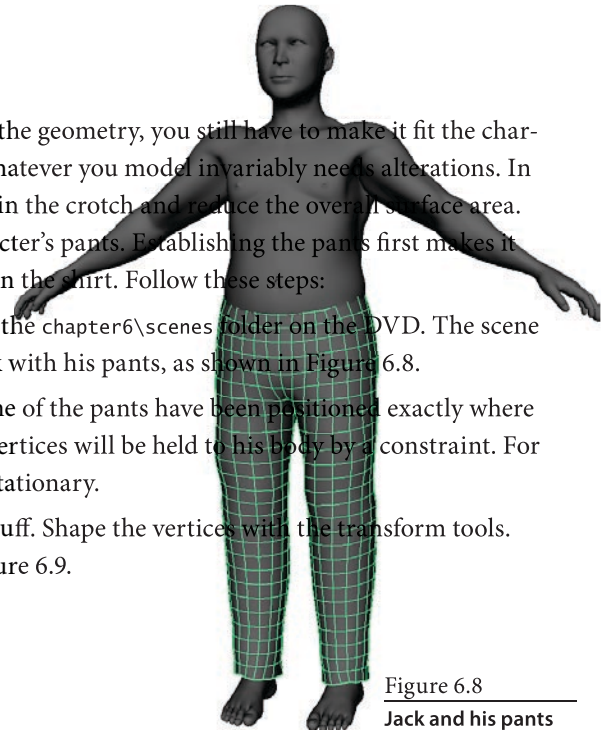 the geometry, you still have to make it fit the char-
hatever you model invariably needs alterations. In
in the crotch and reduce the overall surface area.
cter’s pants. Establishing the pants first makes it
n the shirt. Follow these steps:
the chapter6\scenes folder on the DVD. The scene
k with his pants, as shown in Figure 6.8.
ne of the pants have been positioned exactly where
ertices will be held to his body by a constraint. For
tationary.
uff. Shape the vertices with the transform tools.
ure 6.9.
Figure 6.8
Jack and his pants